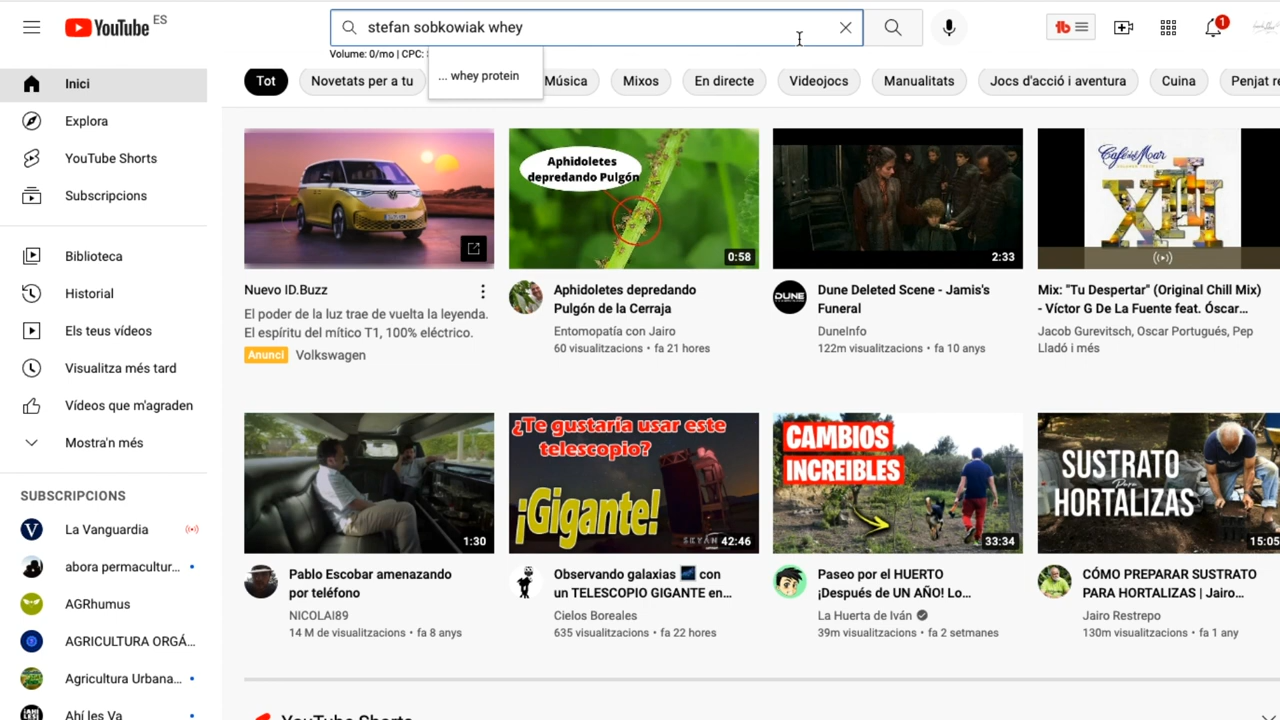 YouTube ES
stefan sobkowiak whey
1
Volume: 0/mo | CPC:
... whey protein
Tot
Novetats per a tu
Música
Mixos
En directe
Videojocs
Manualitats
Jocs d'acció i aventura
Cuina
Penjat re
Inici
Explora
YouTube Shorts
Subscripcions
Biblioteca
Historial
Els teus vídeos
Visualitza més tard
Vídeos que m'agraden
Mostra'n més
SUBSCRIPCIONS
La Vanguardia
abora permacultur...
AGRhumus
AGRICULTURA ORGÁ...
Agricultura Urbana...
Ahí les Va
Nuevo ID.Buzz
El poder de la luz trae de vuelta la leyenda.
El espíritu del mítico T1, 100% eléctrico.
Anunci Volkswagen
Aphidoletes
depredando Pulgón
0:58
Aphidoletes depredando
Pulgón de la Cerraja
Entomopatía con Jairo
60 visualitzacions • fa 21 hores
2:33
DUNE
Dune Deleted Scene - Jamis's
Funeral
DuneInfo
122m visualitzacions • fa 10 anys
Café del Mar
XIII
Mix: "Tu Despertar" (Original Chill Mix)
- Víctor G De La Fuente feat. Óscar...
Jacob Gurevitsch, Oscar Portugués, Pep
Lladó i més
1:30
Pablo Escobar amenazando
por teléfono
NICOLAI89
14 M de visualitzacions • fa 8 anys
¿Te gustaría usar este
telescopio?
¡Gigante!
42:46
Observando galaxias 🌌 con
un TELESCOPIO GIGANTE en...
Cielos Boreales
635 visualitzacions • fa 22 hores
CAMBIOS
INCREIBLES
33:34
Paseo por el HUERTO
¡Después de UN AÑO! Lo...
La Huerta de Iván
39m visualitzacions • fa 2 setmanes
SUSTRATO
Para
HORTALIZAS
15:05
CÓMO PREPARAR SUSTRATO
PARA HORTALIZAS | Jairo...
Jairo Restrepo
130m visualitzacions • fa 1 any
YouTube Shorts